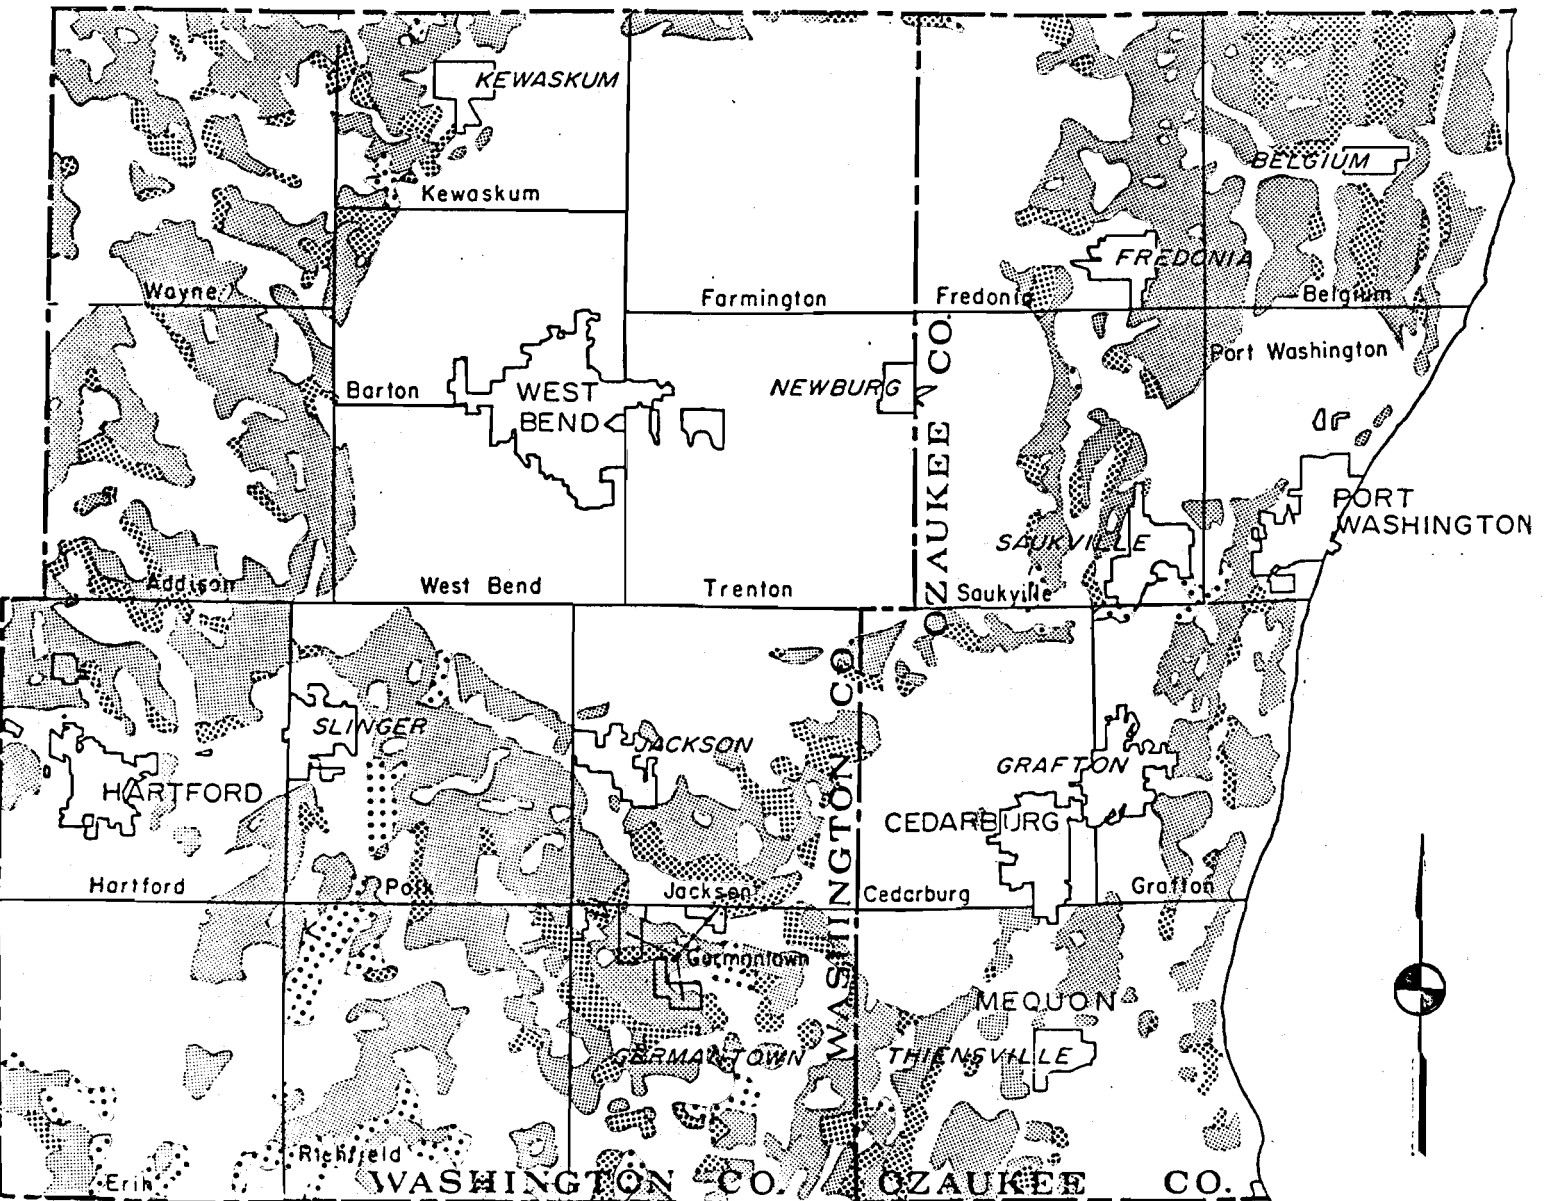 KEWASKUM
Kewaskum
BELGIUM
FREDONIA
Wayne
Farmington
Fredonia
Belgium
Port Washington
Barton
WEST
BEND
NEWBURG
OZAUKEE CO.
PORT
WASHINGTON
SAUKVILLE
Addison
West Bend
Trenton
Saukville
SLINGER
JACKSON
HARTFORD
GRAFTON
CEDARBURG
WASHINGTON CO
Hartford
Polk
Jackson
Cedarburg
Grafton
Germantown
MEQUON
GERMANTOWN
THIENSVILLE
Richfield
Erin
WASHINGTON CO.
OZAUKEE CO.